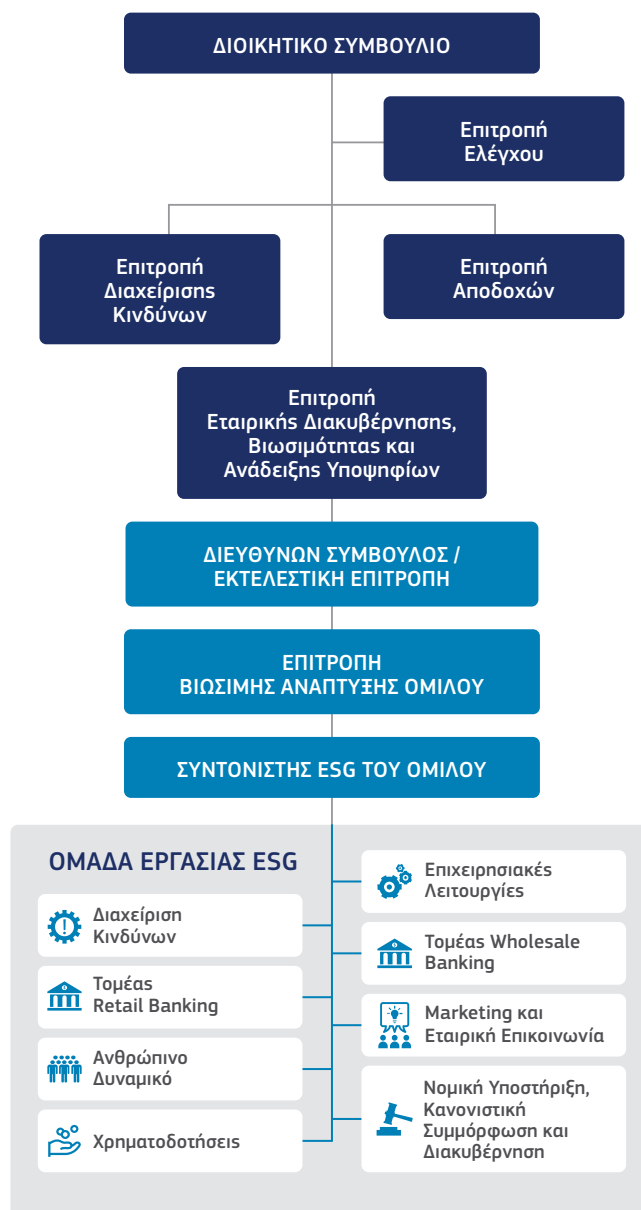 ΔΙΟΙΚΗΤΙΚΟ ΣΥΜΒΟΥΛΙΟ
Επιτροπή
Ελέγχου
Επιτροπή
Διαχείρισης
Κινδύνων
Επιτροπή
Αποδοχών
Επιτροπή
Εταιρικής Διακυβέρνησης,
Βιωσιμότητας και
Ανάδειξης Υποψηφίων
ΔΙΕΥΘΥΝΩΝ ΣΥΜΒΟΥΛΟΣ /
ΕΚΤΕΛΕΣΤΙΚΗ ΕΠΙΤΡΟΠΗ
ΕΠΙΤΡΟΠΗ
ΒΙΩΣΙΜΗΣ ΑΝΑΠΤΥΞΗΣ ΟΜΙΛΟΥ
ΣΥΝΤΟΝΙΣΤΗΣ ESG ΤΟΥ ΟΜΙΛΟΥ
ΟΜΑΔΑ ΕΡΓΑΣΙΑΣ ESG
Διαχείριση
Κινδύνων
Τομέας
Retail Banking
Ανθρώπινο
Δυναμικό
Χρηματοδοτήσεις
Επιχειρησιακές
Λειτουργίες
Τομέας Wholesale
Banking
Marketing και
Εταιρική Επικοινωνία
Νομική Υποστήριξη,
Κανονιστική
Συμμόρφωση και
Διακυβέρνηση